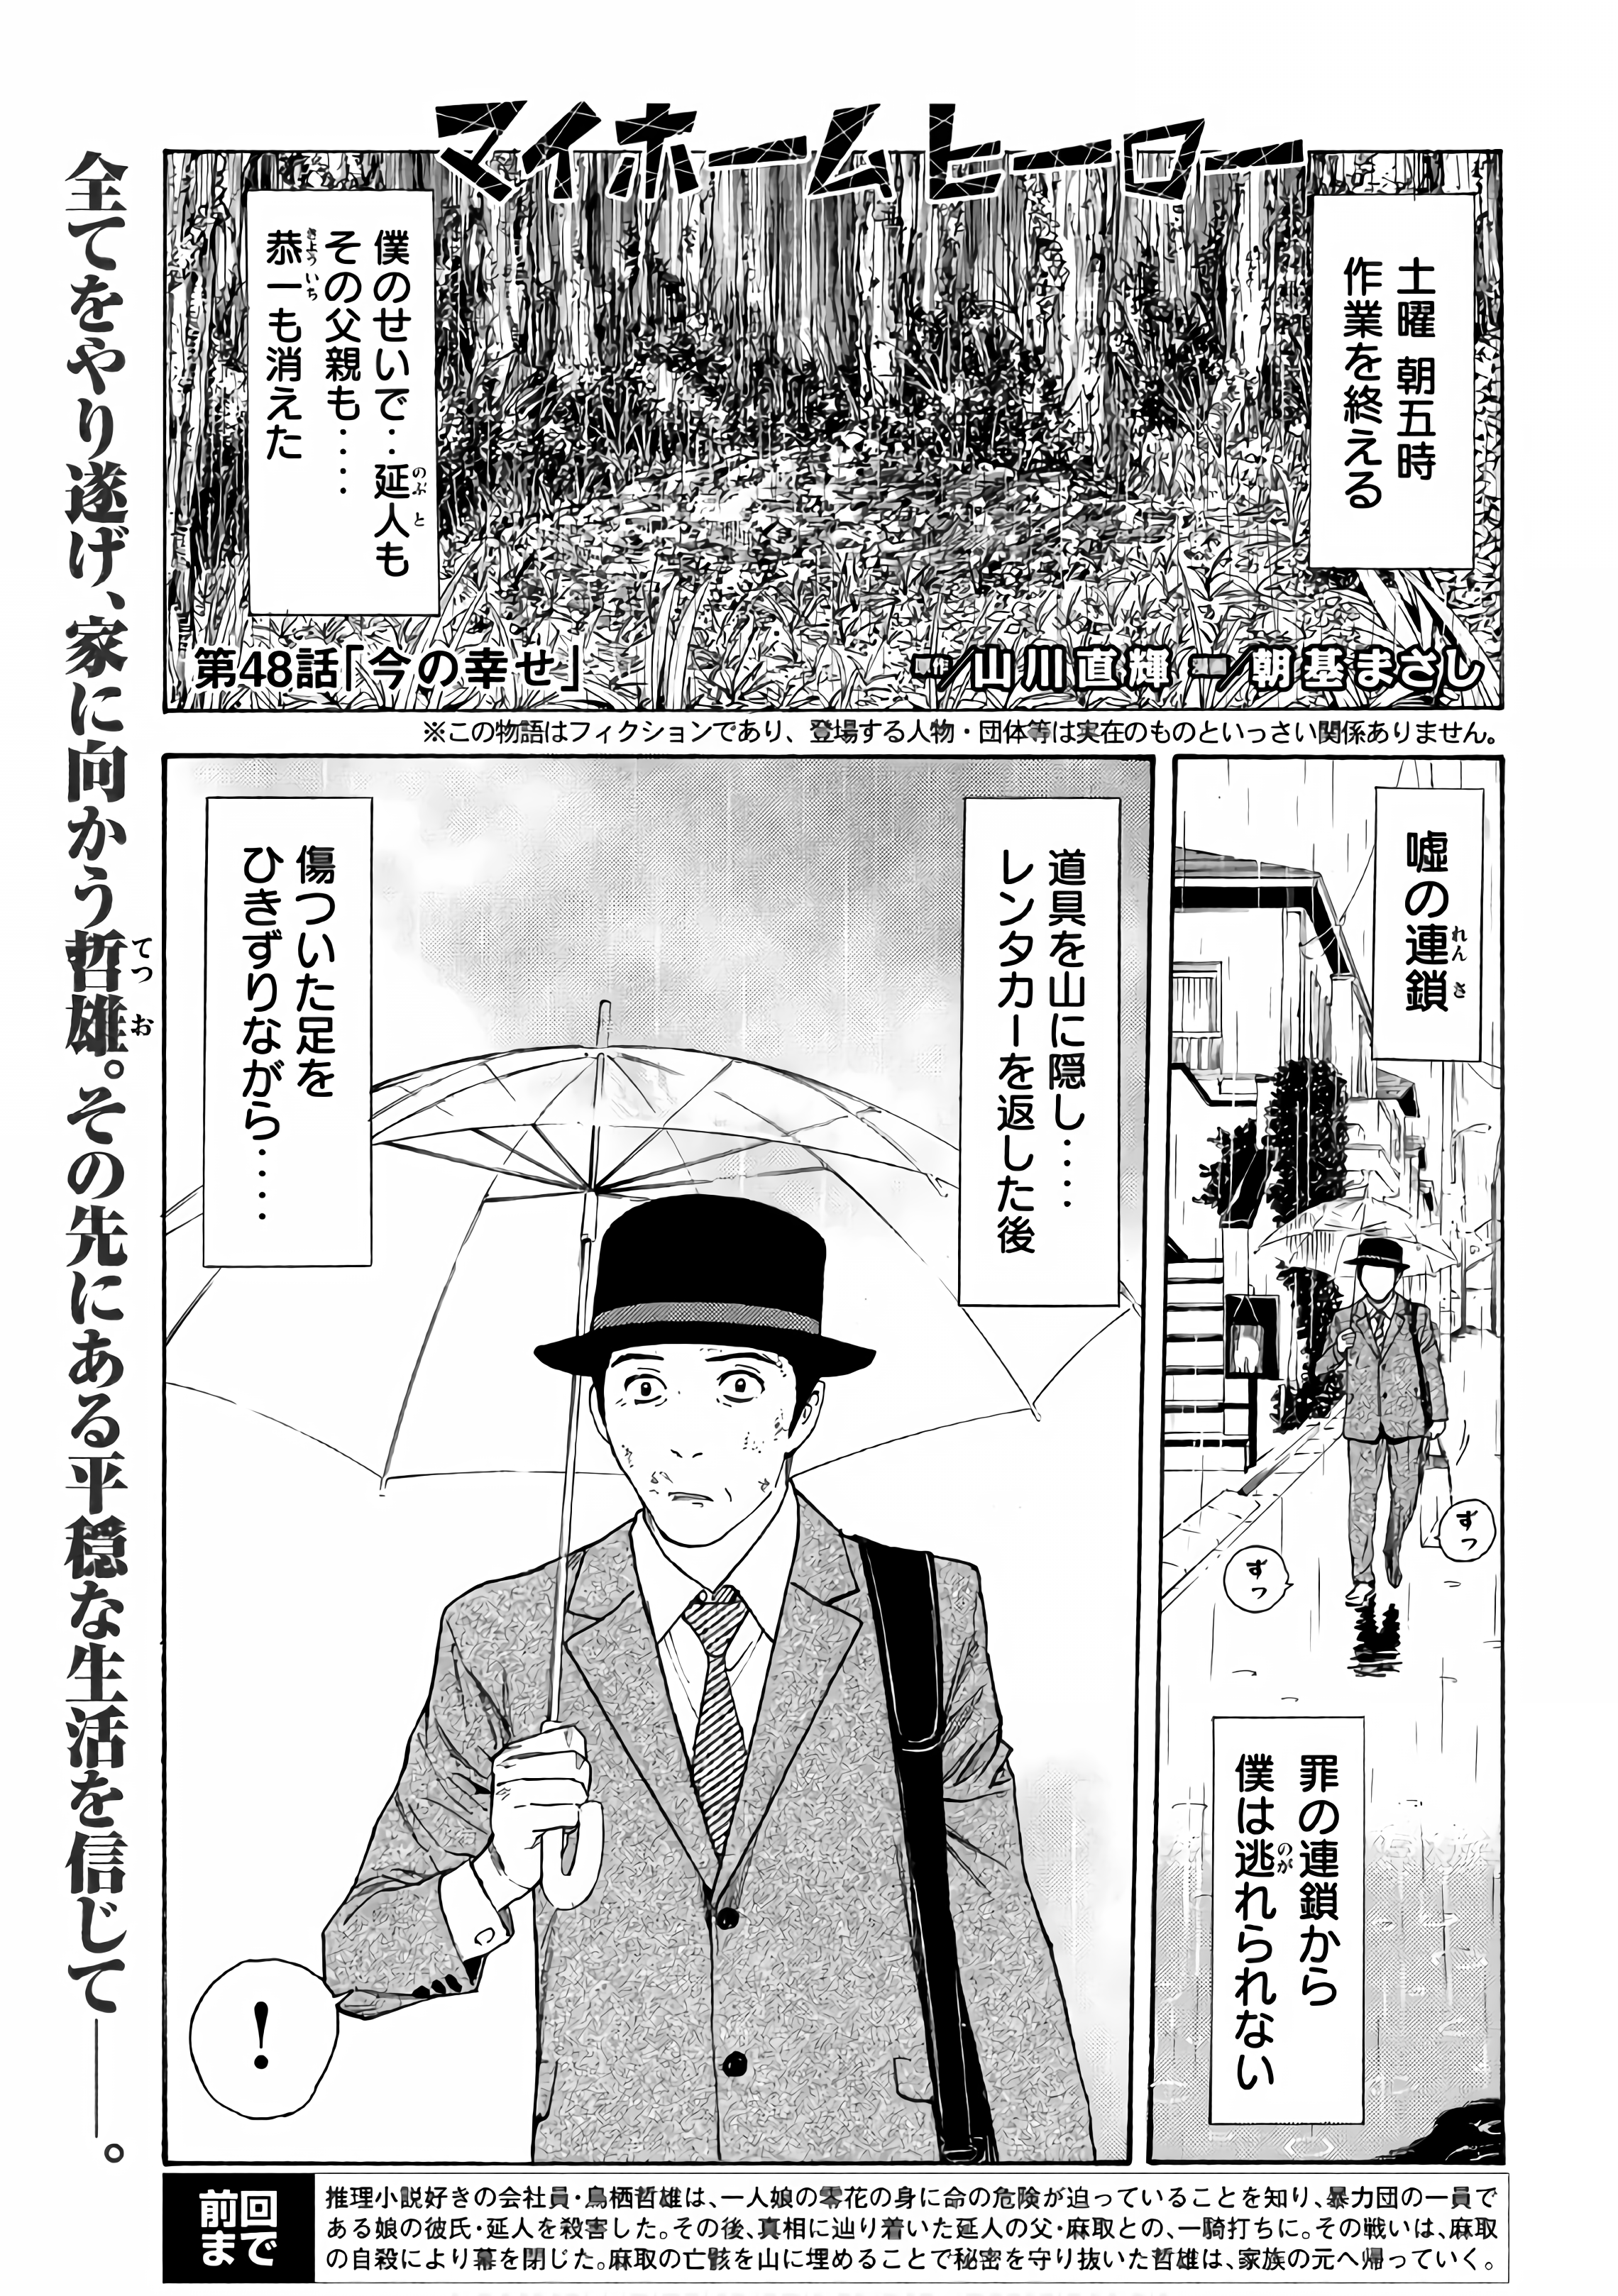 マイホームヒーロー
土曜 朝五時
作業を終える
僕のせいで‥延人も
その父親も‥‥
恭一も消えた
第48話「今の幸せ」
原作／山川直輝 漫画／朝基まさし
※この物語はフィクションであり、登場する人物・団体等は実在のものといっさい関係ありません。
嘘の連鎖
ずっ
ずっ
罪の連鎖から
僕は逃れられない
道具を山に隠し‥‥
レンタカーを返した後
傷ついた足を
ひきずりながら‥‥
！
全てをやり遂げ、家に向かう哲雄。その先にある平穏な生活を信じて――。
前回まで
推理小説好きの会社員・鳥栖哲雄は、一人娘の零花の身に命の危険が迫っていることを知り、暴力団の一員で
ある娘の彼氏・延人を殺害した。その後、真相に辿り着いた延人の父・麻取との、一騎打ちに。その戦いは、麻取
の自殺により幕を閉じた。麻取の亡骸を山に埋めることで秘密を守り抜いた哲雄は、家族の元へ帰っていく。